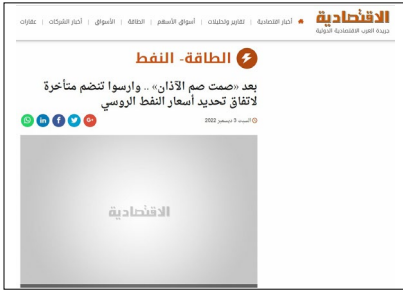 الاقتصادية
جريدة العرب الاقتصادية الدولية
أخبار اقتصادية | تقارير وتحليلات | أسواق الأسهم | الطاقة | الأسواق | أخبار الشركات | عقارات
الطاقة- النفط
بعد «صمت صم الآذان» .. وارسوا تنضم متأخرة
لاتفاق تحديد أسعار النفط الروسي
السبت 3 ديسمبر 2022
الاقتصادية